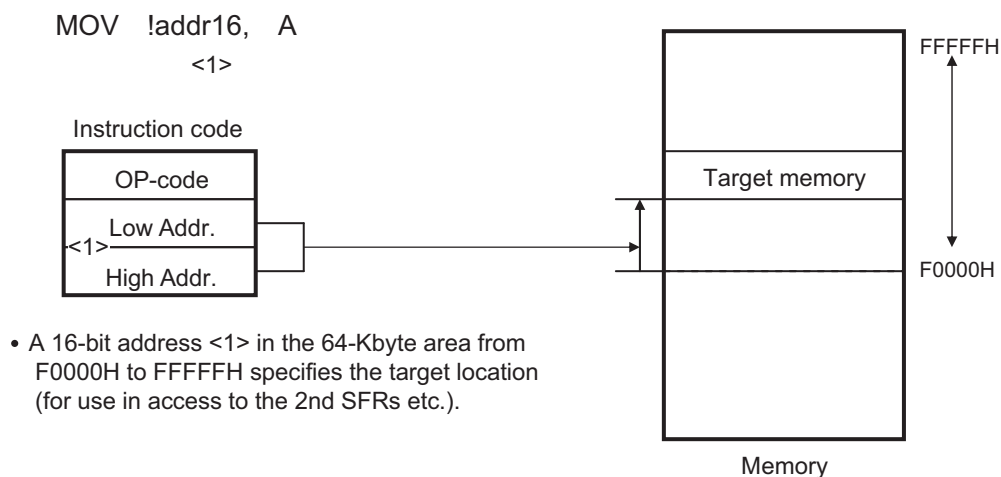 MOV !addr16, A
<1>
Instruction code
OP-code
Low Addr.
<1>
High Addr.
FFFFFH
Target memory
F0000H
Memory
• A 16-bit address <1> in the 64-Kbyte area from
F0000H to FFFFFH specifies the target location
(for use in access to the 2nd SFRs etc.).